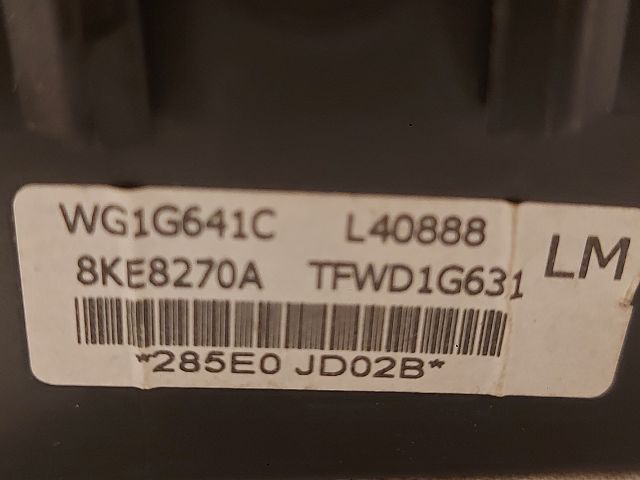 WG1G641C L40888
8KE8270A TFWD1G631 LM
*285E0 JD02B*